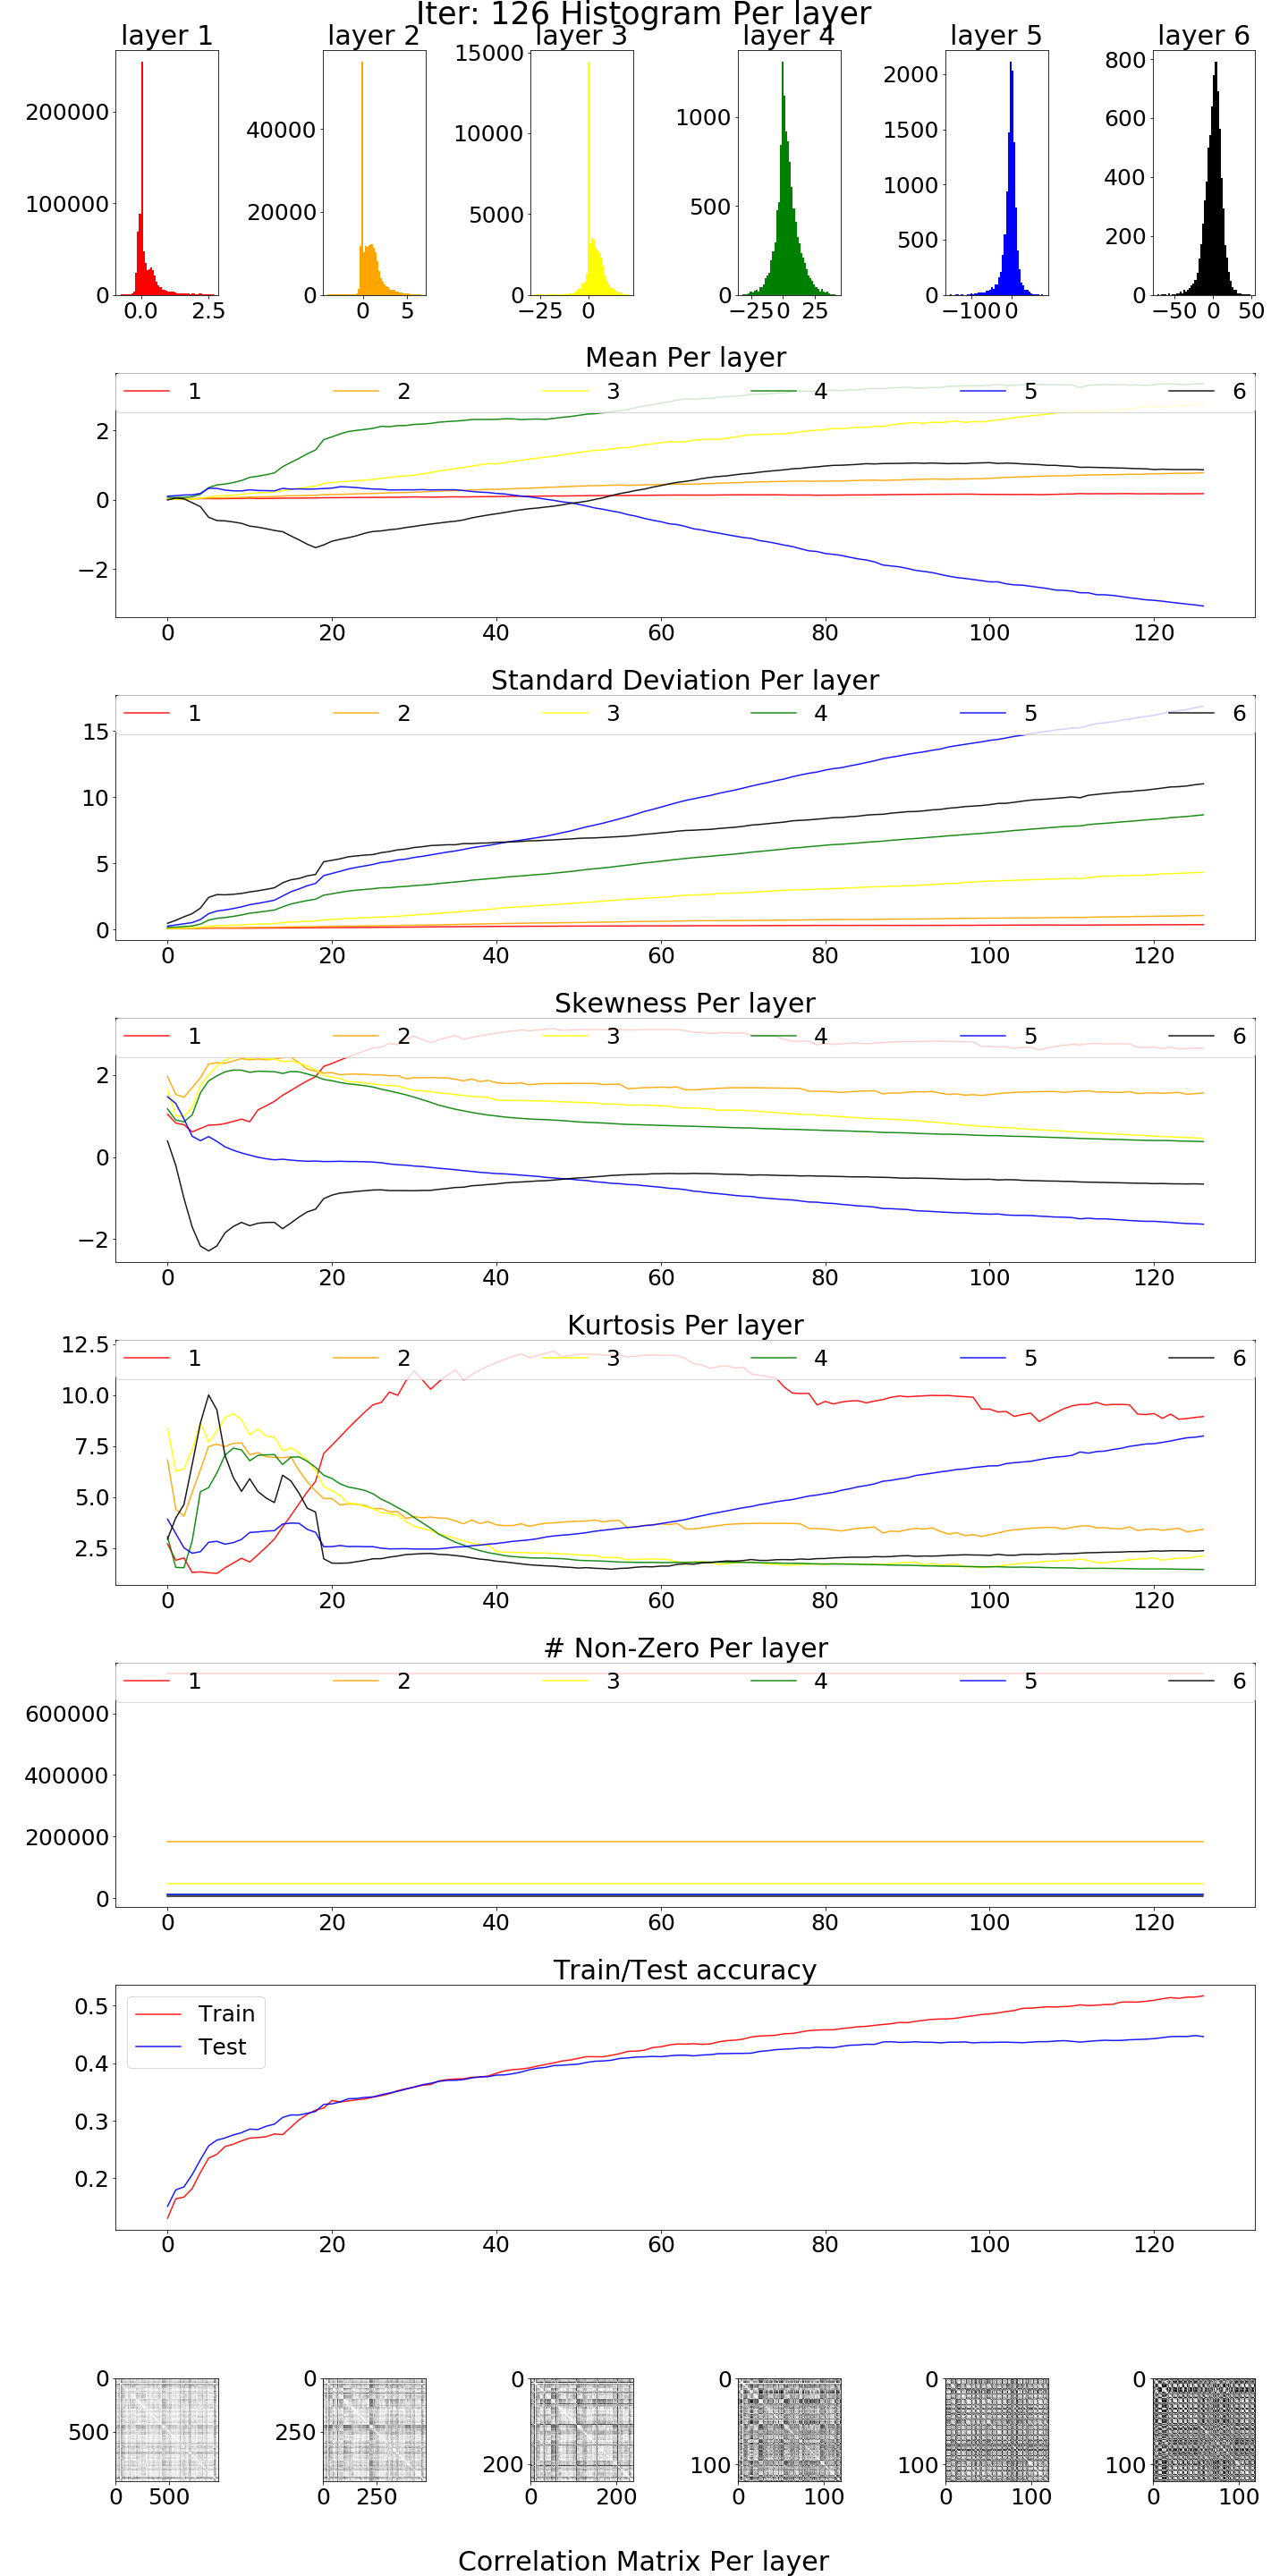 Iter: 126 Histogram Per layer
layer 1 layer 2 layer 3 layer 4 layer 5 layer 6
200000
100000
0
0.0 2.5
40000
20000
0
0 5
15000
10000
5000
0
−25 0
1000
500
0
−25 0 25
2000
1500
1000
500
0
−100 0
800
600
400
200
0
−50 0 50
Mean Per layer
1 2 3 4 5 6
2
0
−2
0 20 40 60 80 100 120
Standard Deviation Per layer
1 2 3 4 5 6
15
10
5
0
0 20 40 60 80 100 120
Skewness Per layer
1 2 3 4 5 6
2
0
−2
0 20 40 60 80 100 120
Kurtosis Per layer
1 2 3 4 5 6
12.5
10.0
7.5
5.0
2.5
0 20 40 60 80 100 120
# Non-Zero Per layer
1 2 3 4 5 6
600000
400000
200000
0
0 20 40 60 80 100 120
Train/Test accuracy
Train
Test
0.5
0.4
0.3
0.2
0 20 40 60 80 100 120
0
500
0 500
0
250
0 250
0
200
0 200
0
100
0 100
0
100
0 100
0
100
0 100
Correlation Matrix Per layer